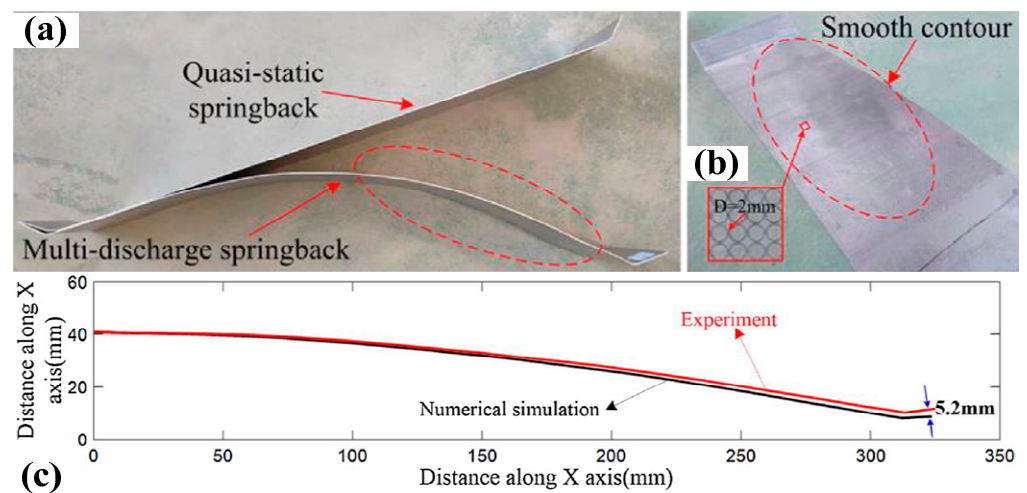 (a)
Quasi-static
springback
Multi-discharge springback
Smooth contour
(b)
D=2mm
60
40
20
0
Distance along X
axis(mm)
Experiment
Numerical simulation
5.2mm
0 50 100 150 200 250 300 350
Distance along X axis(mm)
(c)